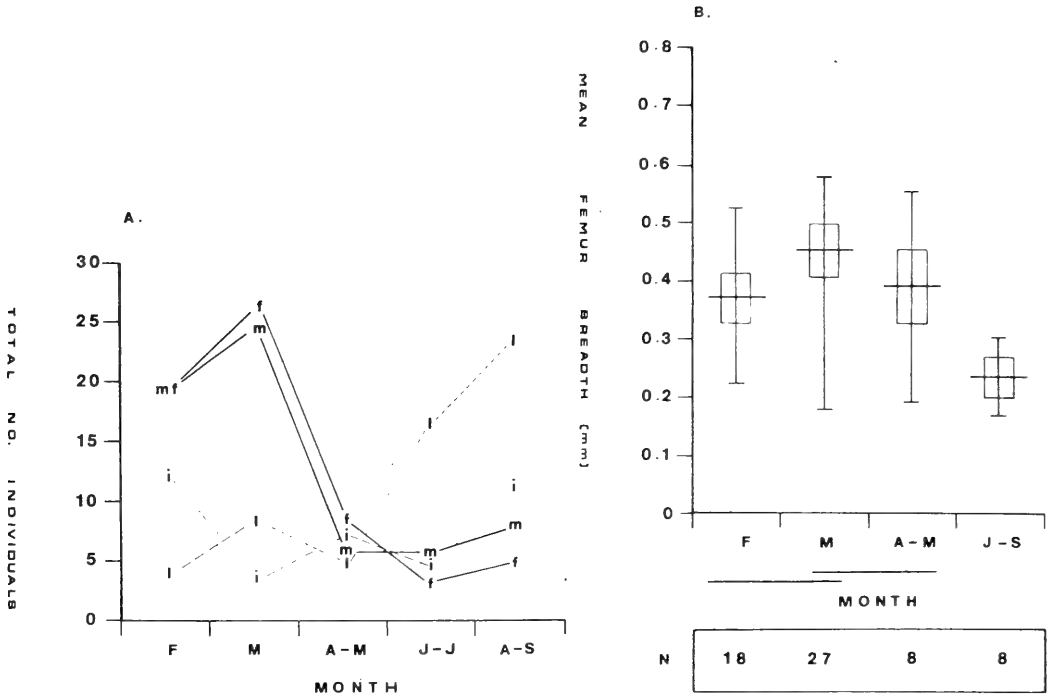 A.
TOTAL NO. INDIVIDUALS
30
25
20
15
10
5
0
m f
f
m
i
l
l
i
f
i
m
l
l
m
i
f
l
i
m
f
F M A-M J-J A-S
MONTH
B.
MEAN FEMUR BREADTH (mm)
0.8
0.7
0.6
0.5
0.4
0.3
0.2
0.1
0
F M A-M J-S
MONTH
N 18 27 8 8